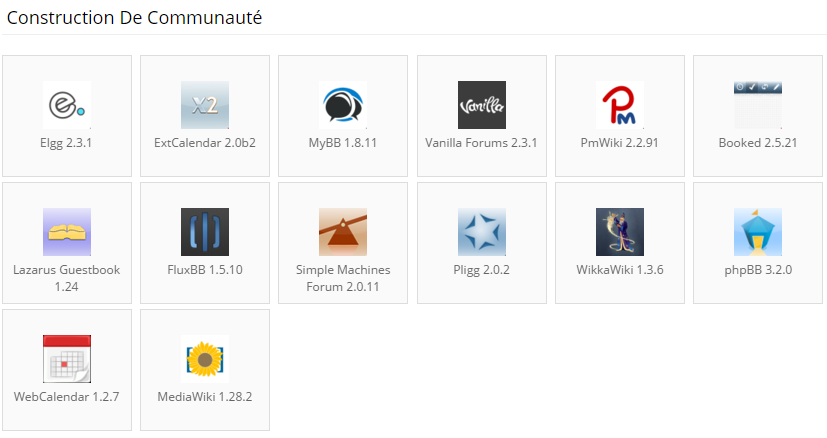 Construction De Communauté
X2
Vanilla
PM
Elgg 2.3.1
ExtCalendar 2.0b2
MyBB 1.8.11
Vanilla Forums 2.3.1
PmWiki 2.2.91
Booked 2.5.21
Lazarus Guestbook
1.24
FluxBB 1.5.10
Simple Machines
Forum 2.0.11
Pligg 2.0.2
WikkaWiki 1.3.6
phpBB 3.2.0
WebCalendar 1.2.7
MediaWiki 1.28.2